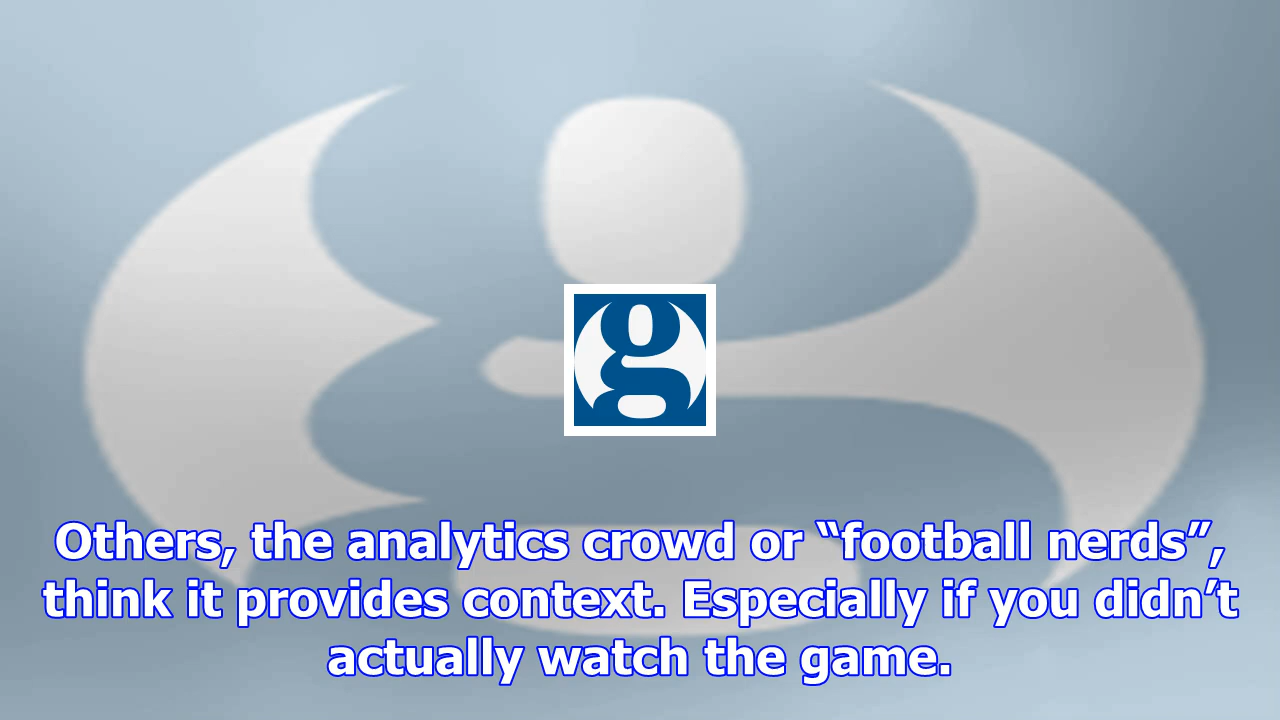 g
Others, the analytics crowd or “football nerds”,
think it provides context. Especially if you didn’t
actually watch the game.